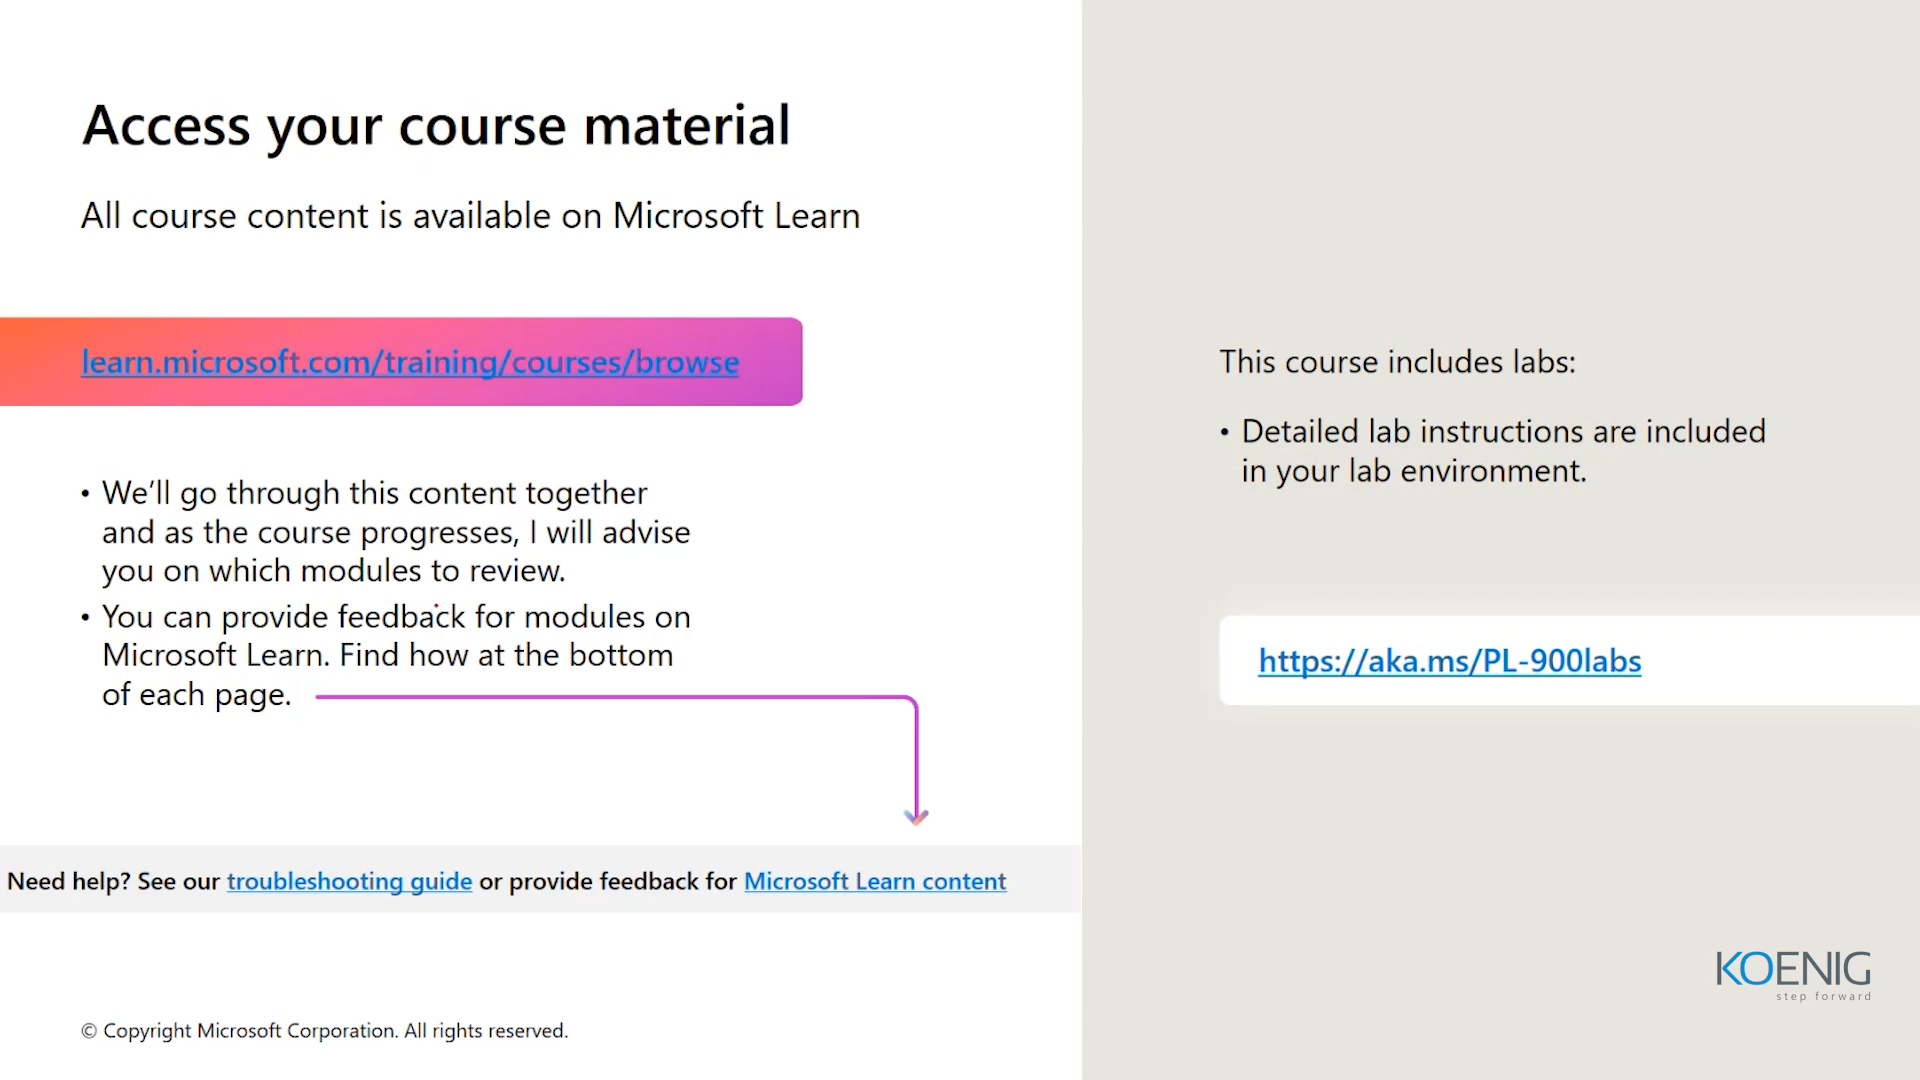 Access your course material
All course content is available on Microsoft Learn
learn.microsoft.com/training/courses/browse
• We’ll go through this content together
and as the course progresses, I will advise
you on which modules to review.
• You can provide feedback for modules on
Microsoft Learn. Find how at the bottom
of each page.
Need help? See our troubleshooting guide or provide feedback for Microsoft Learn content
© Copyright Microsoft Corporation. All rights reserved.
This course includes labs:
• Detailed lab instructions are included
in your lab environment.
https://aka.ms/PL-900labs
KOENIG
step forward